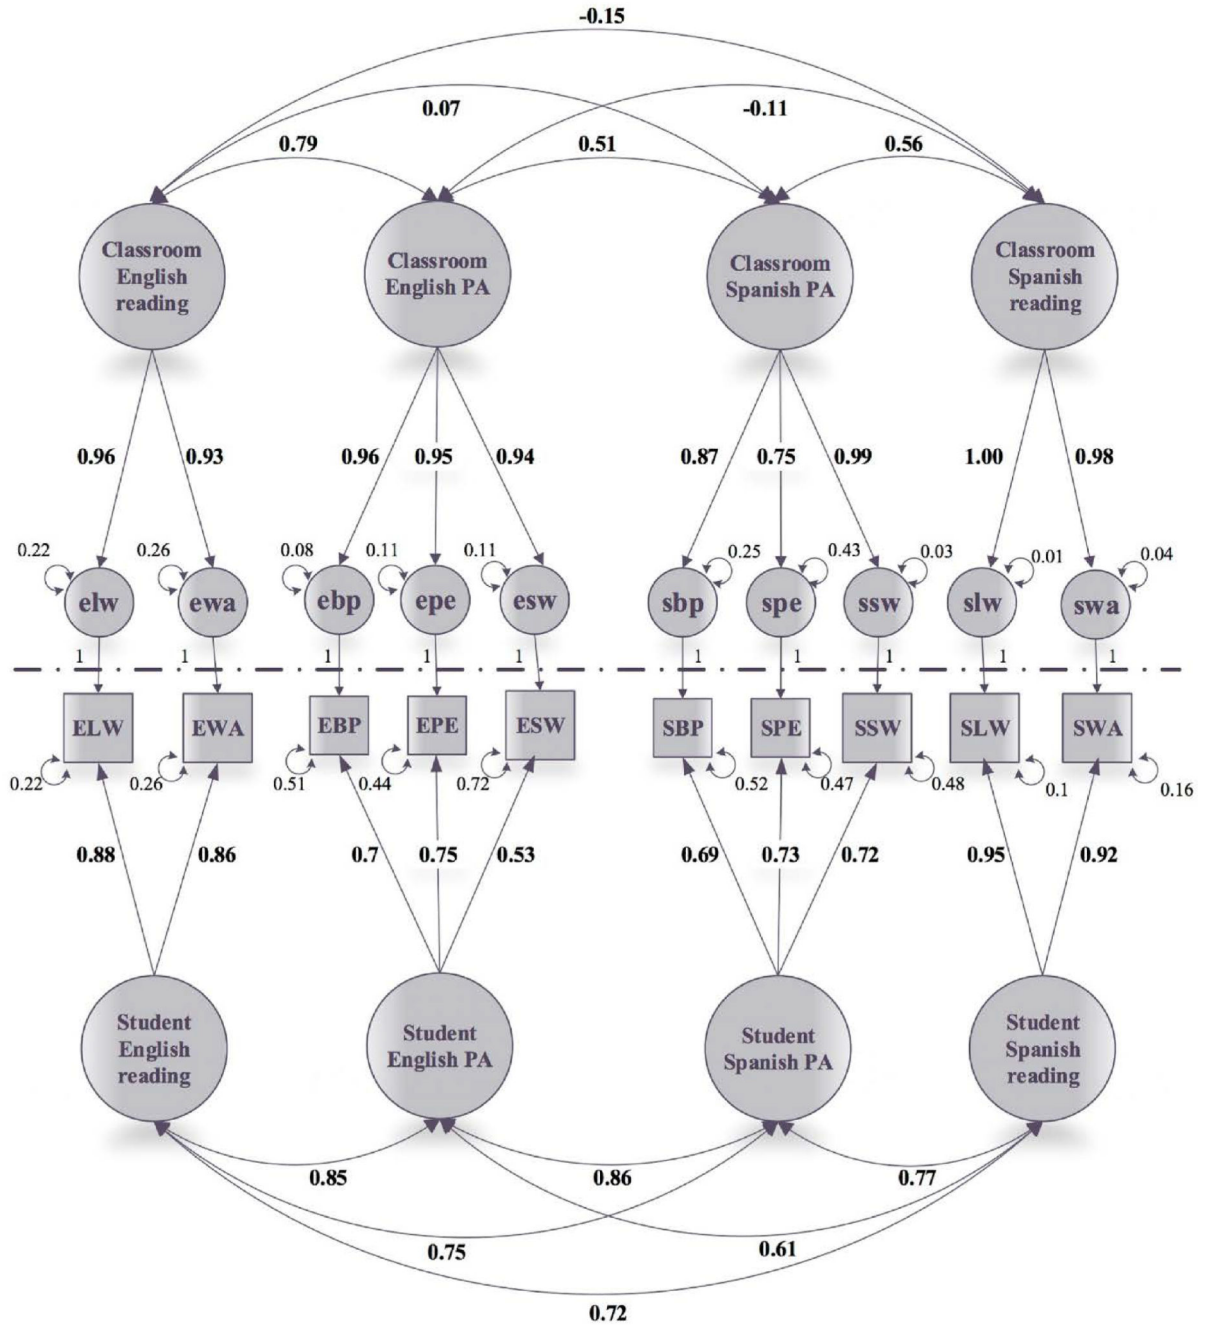 -0.15
0.07
-0.11
0.79
0.51
0.56
Classroom
English
reading
Classroom
English PA
Classroom
Spanish PA
Classroom
Spanish
reading
0.96
0.93
0.96
0.95
0.94
0.87
0.75
0.99
1.00
0.98
0.22
0.26
0.08
0.11
0.11
0.25
0.43
0.03
0.01
0.04
elw
ewa
ebp
epe
esw
sbp
spe
ssw
slw
swa
1
1
1
1
1
1
1
1
1
1
ELW
EWA
EBP
EPE
ESW
SBP
SPE
SSW
SLW
SWA
0.22
0.26
0.51
0.44
0.72
0.52
0.47
0.48
0.1
0.16
0.88
0.86
0.7
0.75
0.53
0.69
0.73
0.72
0.95
0.92
Student
English
reading
Student
English PA
Student
Spanish PA
Student
Spanish
reading
0.85
0.86
0.77
0.75
0.61
0.72